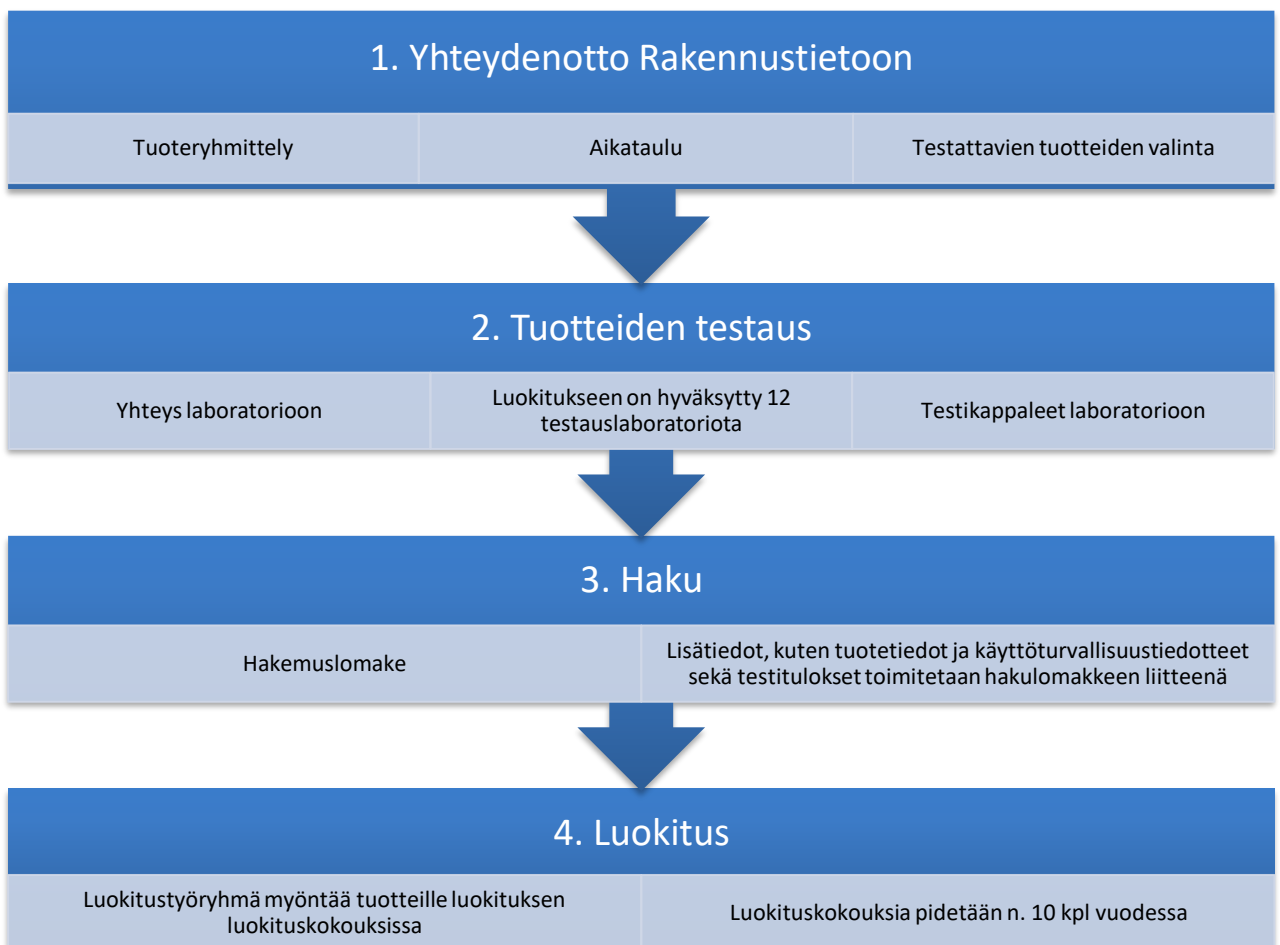 1. Yhteydenotto Rakennustietoon
Tuoteryhmittely
Aikataulu
Testattavien tuotteiden valinta
2. Tuotteiden testaus
Yhteys laboratorioon
Luokitukseen on hyväksytty 12
testauslaboratoriota
Testikappaleet laboratorioon
3. Haku
Hakemuslomake
Lisätiedot, kuten tuotetiedot ja käyttöturvallisuustiedotteet
sekä testitulokset toimitetaan hakulomakkeen liitteenä
4. Luokitus
Luokitustyöryhmä myöntää tuotteille luokituksen
luokituskokouksissa
Luokituskokouksia pidetään n. 10 kpl vuodessa